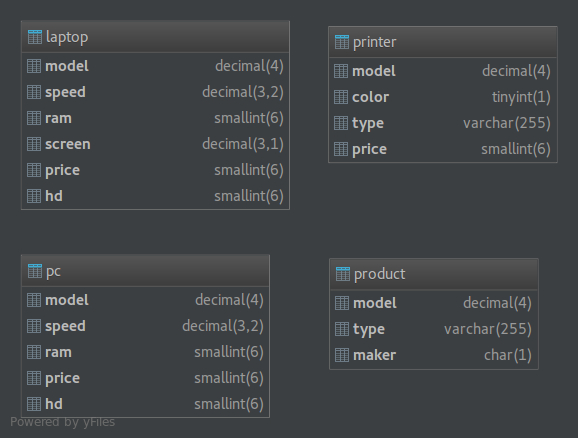 laptop
model decimal(4)
speed decimal(3,2)
ram smallint(6)
screen decimal(3,1)
price smallint(6)
hd smallint(6)
printer
model decimal(4)
color tinyint(1)
type varchar(255)
price smallint(6)
pc
model decimal(4)
speed decimal(3,2)
ram smallint(6)
price smallint(6)
hd smallint(6)
product
model decimal(4)
type varchar(255)
maker char(1)
Powered by yFiles